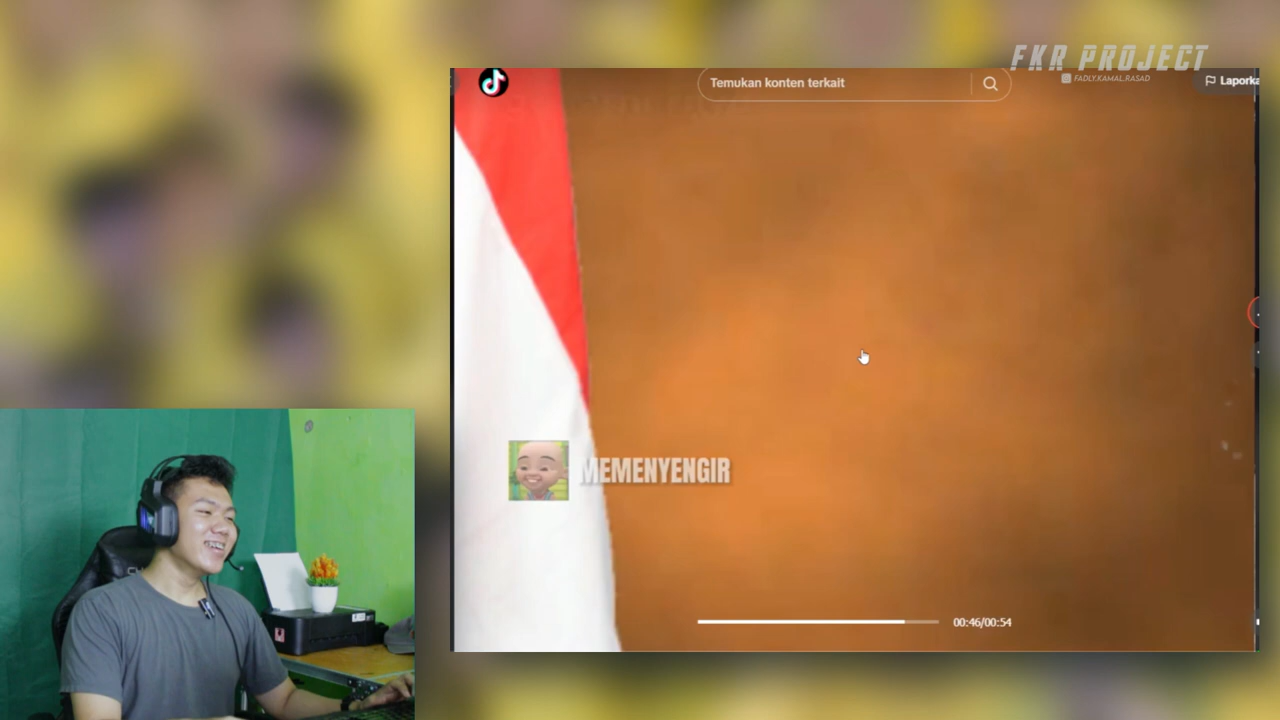 FKR PROJECT
FADLY.KAMAL.RASAD
Temukan konten terkait
Laporka
MEMENYENGIR
00:46/00:54